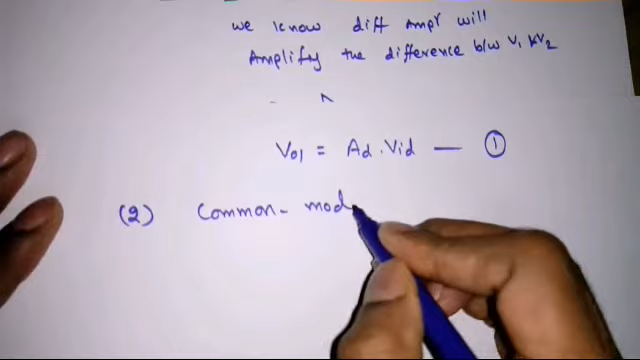 we know diff Ampr will
Amplify the difference b/w V1 & V2
Vo1 = Ad . Vid — ①
(2) Common - mod